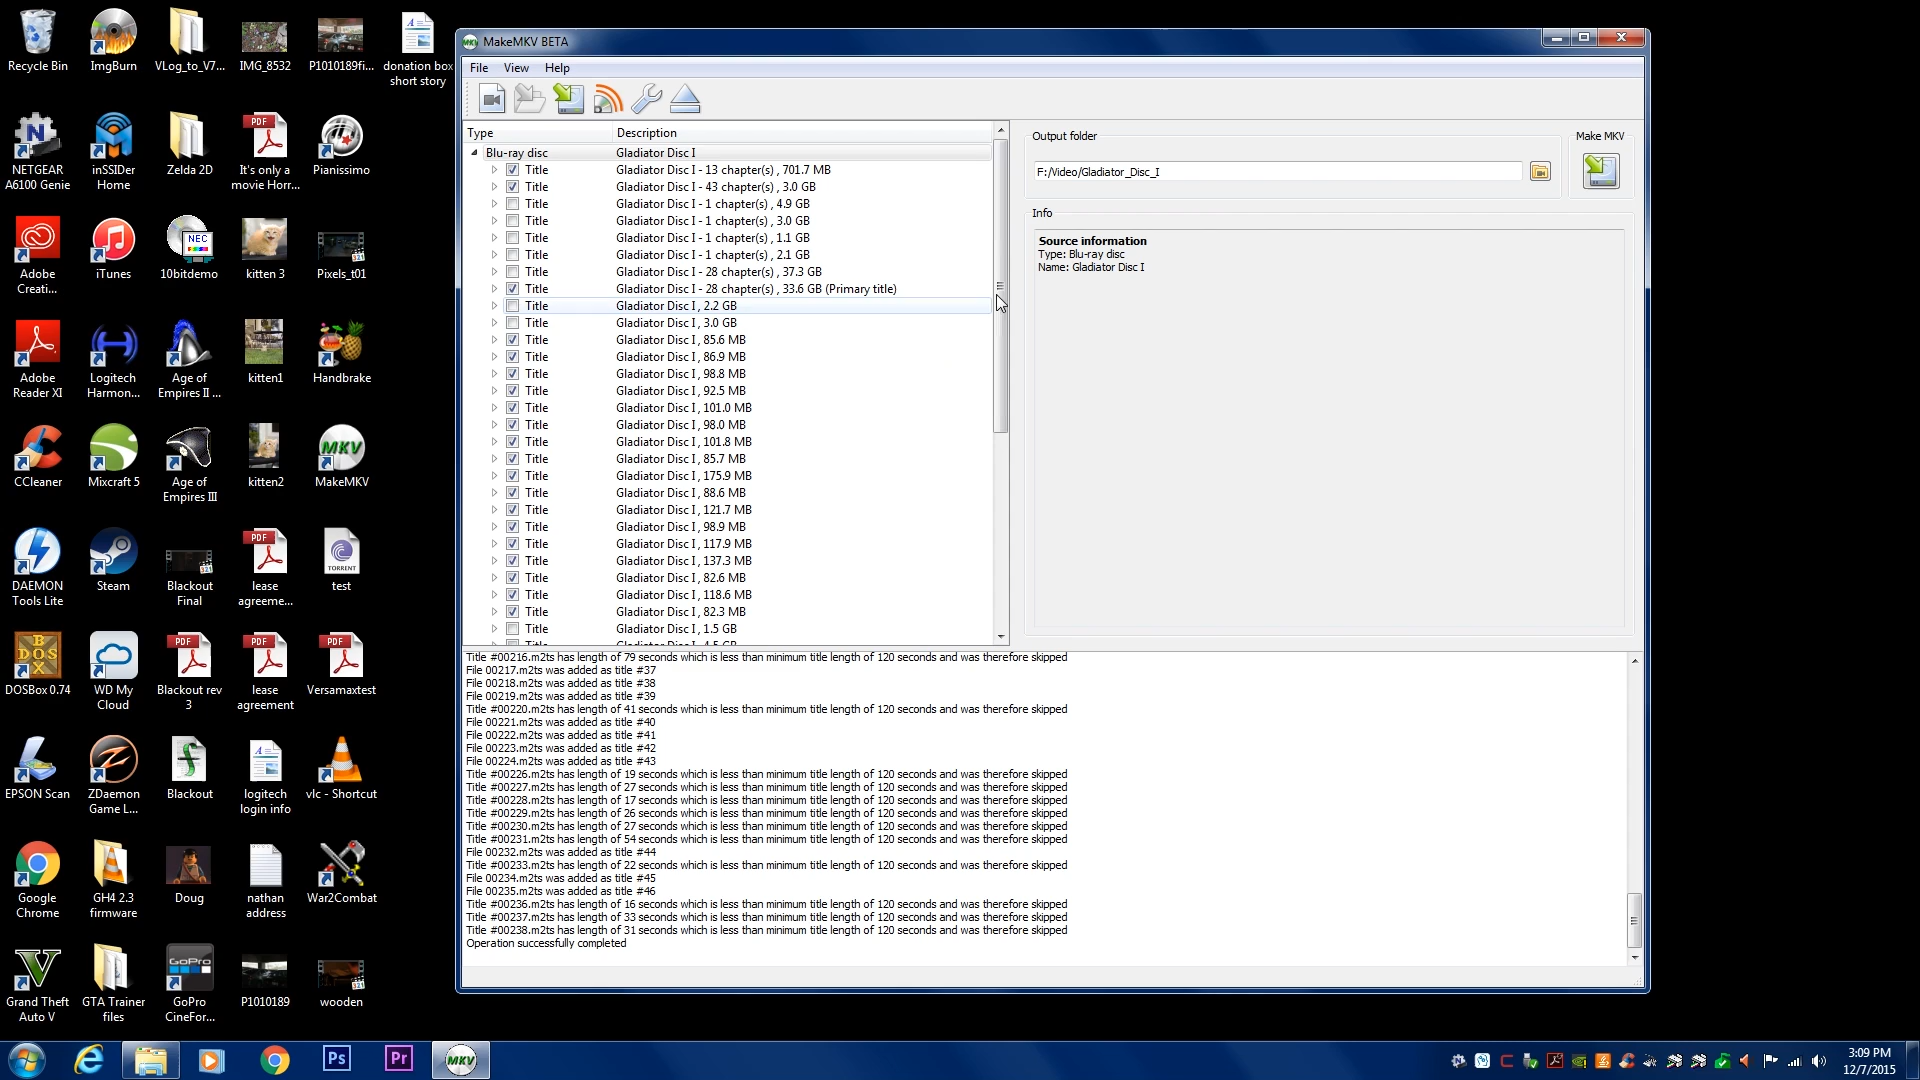 Recycle Bin
ImgBurn
VLog_to_V7...
IMG_8532
P1010189fi...
donation box
short story
NETGEAR
A6100 Genie
inSSIDer
Home
Zelda 2D
It's only a
movie Horr...
Pianissimo
Adobe
Creati...
iTunes
NEC
10bitdemo
kitten 3
Pixels_t01
Adobe
Reader XI
Logitech
Harmon...
Age of
Empires II ...
kitten1
Handbrake
CCleaner
Mixcraft 5
Age of
Empires III
kitten2
MKV
MakeMKV
DAEMON
Tools Lite
Steam
Blackout
Final
PDF
lease
agreeme...
TORRENT
test
DOSBox 0.74
WD My
Cloud
PDF
Blackout rev
3
PDF
lease
agreement
PDF
Versamaxtest
EPSON Scan
ZDaemon
Game L...
Blackout
logitech
login info
vlc - Shortcut
Google
Chrome
GH4 2.3
firmware
Doug
nathan
address
War2Combat
Grand Theft
Auto V
GTA Trainer
files
GoPro
GoPro
CineFor...
P1010189
wooden
MakeMKV BETA
File View Help
Type Description
Blu-ray disc Gladiator Disc I
Title Gladiator Disc I - 13 chapter(s) , 701.7 MB
Title Gladiator Disc I - 43 chapter(s) , 3.0 GB
Title Gladiator Disc I - 1 chapter(s) , 4.9 GB
Title Gladiator Disc I - 1 chapter(s) , 3.0 GB
Title Gladiator Disc I - 1 chapter(s) , 1.1 GB
Title Gladiator Disc I - 1 chapter(s) , 2.1 GB
Title Gladiator Disc I - 28 chapter(s) , 37.3 GB
Title Gladiator Disc I - 28 chapter(s) , 33.6 GB (Primary title)
Title Gladiator Disc I , 2.2 GB
Title Gladiator Disc I , 3.0 GB
Title Gladiator Disc I , 85.6 MB
Title Gladiator Disc I , 86.9 MB
Title Gladiator Disc I , 98.8 MB
Title Gladiator Disc I , 92.5 MB
Title Gladiator Disc I , 101.0 MB
Title Gladiator Disc I , 98.0 MB
Title Gladiator Disc I , 101.8 MB
Title Gladiator Disc I , 85.7 MB
Title Gladiator Disc I , 175.9 MB
Title Gladiator Disc I , 88.6 MB
Title Gladiator Disc I , 121.7 MB
Title Gladiator Disc I , 98.9 MB
Title Gladiator Disc I , 117.9 MB
Title Gladiator Disc I , 137.3 MB
Title Gladiator Disc I , 82.6 MB
Title Gladiator Disc I , 118.6 MB
Title Gladiator Disc I , 82.3 MB
Title Gladiator Disc I , 1.5 GB
Output folder
F:/Video/Gladiator_Disc_I
Make MKV
Info
Source information
Type: Blu-ray disc
Name: Gladiator Disc I
Title #00216.m2ts has length of 79 seconds which is less than minimum title length of 120 seconds and was therefore skipped
File 00217.m2ts was added as title #37
File 00218.m2ts was added as title #38
File 00219.m2ts was added as title #39
Title #00220.m2ts has length of 41 seconds which is less than minimum title length of 120 seconds and was therefore skipped
File 00221.m2ts was added as title #40
File 00222.m2ts was added as title #41
File 00223.m2ts was added as title #42
File 00224.m2ts was added as title #43
Title #00226.m2ts has length of 19 seconds which is less than minimum title length of 120 seconds and was therefore skipped
Title #00227.m2ts has length of 27 seconds which is less than minimum title length of 120 seconds and was therefore skipped
Title #00228.m2ts has length of 17 seconds which is less than minimum title length of 120 seconds and was therefore skipped
Title #00229.m2ts has length of 26 seconds which is less than minimum title length of 120 seconds and was therefore skipped
Title #00230.m2ts has length of 27 seconds which is less than minimum title length of 120 seconds and was therefore skipped
Title #00231.m2ts has length of 54 seconds which is less than minimum title length of 120 seconds and was therefore skipped
File 00232.m2ts was added as title #44
Title #00233.m2ts has length of 22 seconds which is less than minimum title length of 120 seconds and was therefore skipped
File 00234.m2ts was added as title #45
File 00235.m2ts was added as title #46
Title #00236.m2ts has length of 16 seconds which is less than minimum title length of 120 seconds and was therefore skipped
Title #00237.m2ts has length of 33 seconds which is less than minimum title length of 120 seconds and was therefore skipped
Title #00238.m2ts has length of 31 seconds which is less than minimum title length of 120 seconds and was therefore skipped
Operation successfully completed
Ps
Pr
MKV
3:09 PM
12/7/2015